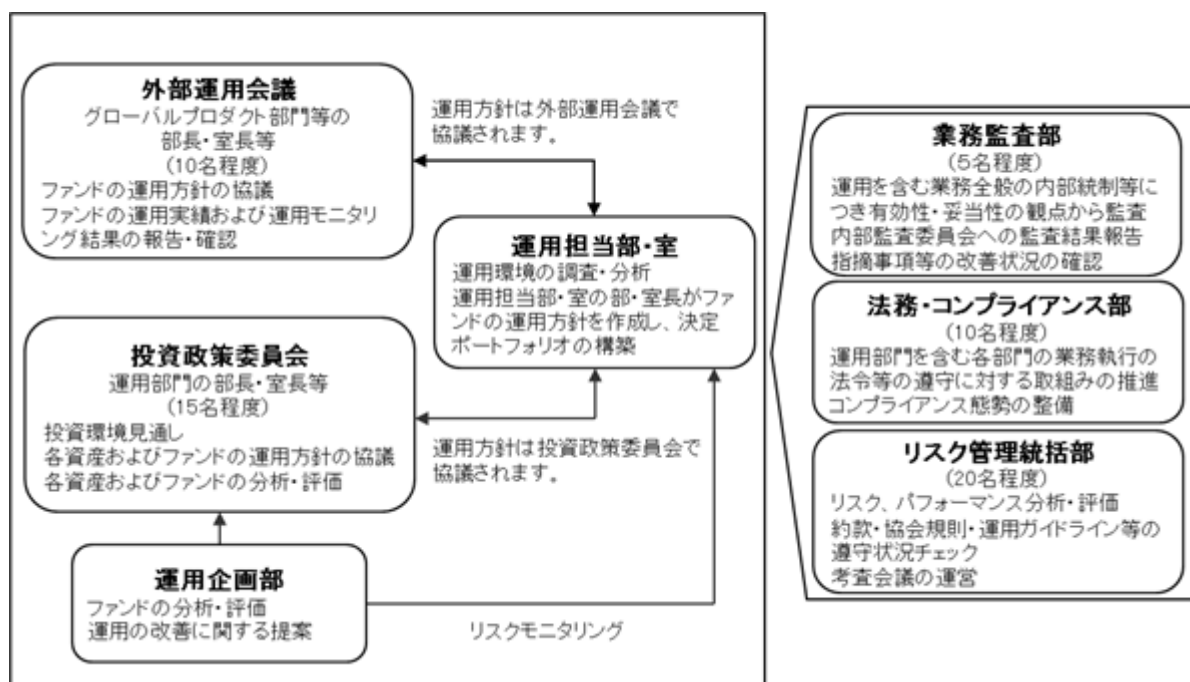 外部運用会議
グローバルプロダクト部門等の
部長・室長等
(10名程度)
ファンドの運用方針の協議
ファンドの運用実績および運用モニタリ
ング結果の報告・確認
運用方針は外部運用会議で
協議されます。
運用担当部・室
運用環境の調査・分析
運用担当部・室の部・室長がファ
ンドの運用方針を作成し、決定
ポートフォリオの構築
投資政策委員会
運用部門の部長・室長等
(15名程度)
投資環境見通し
各資産およびファンドの運用方針の協議
各資産およびファンドの分析・評価
運用方針は投資政策委員会で
協議されます。
運用企画部
ファンドの分析・評価
運用の改善に関する提案
リスクモニタリング
業務監査部
(5名程度)
運用を含む業務全般の内部統制等に
つき有効性・妥当性の観点から監査
内部監査委員会への監査結果報告
指摘事項等の改善状況の確認
法務・コンプライアンス部
(10名程度)
運用部門を含む各部門の業務執行の
法令等の遵守に対する取組みの推進
コンプライアンス態勢の整備
リスク管理統括部
(20名程度)
リスク、パフォーマンス分析・評価
約款・協会規則・運用ガイドライン等の
遵守状況チェック
考査会議の運営